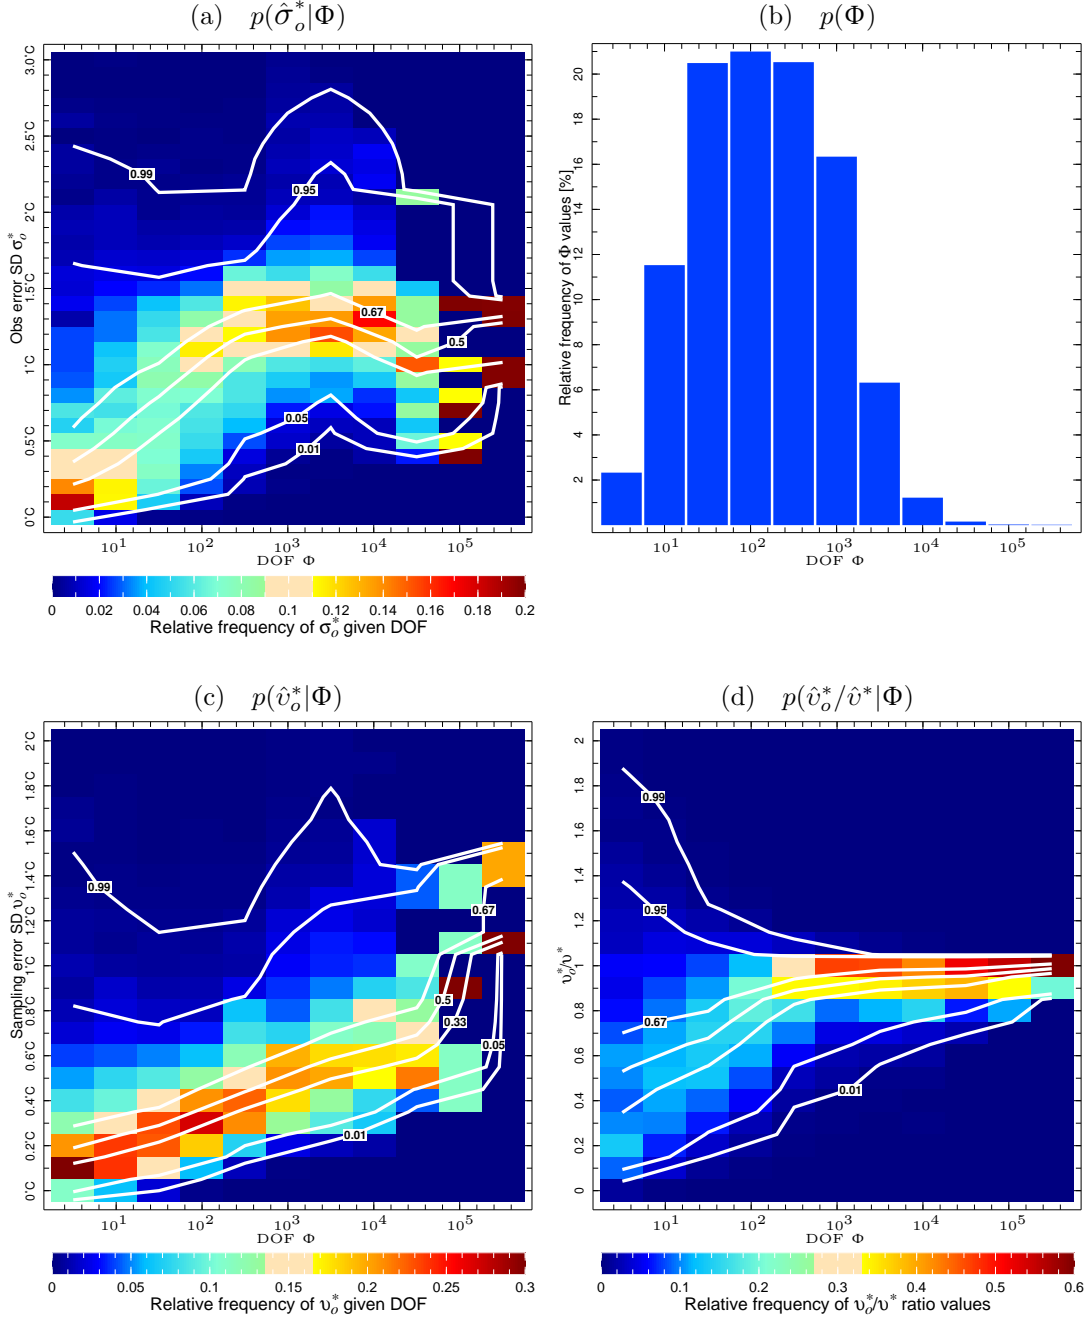 (a) p(σ̂ₒ*|Φ)
Obs error SD σₒ*
3.0°C
2.5°C
2°C
1.5°C
1°C
0.5°C
0°C
0.99
0.95
0.67
0.5
0.05
0.01
10¹ 10² 10³ 10⁴ 10⁵
DOF Φ
0 0.02 0.04 0.06 0.08 0.1 0.12 0.14 0.16 0.18 0.2
Relative frequency of σₒ* given DOF
(b) p(Φ)
Relative frequency of Φ values [%]
20
18
16
14
12
10
8
6
4
2
10¹ 10² 10³ 10⁴ 10⁵
DOF Φ
(c) p(υ̂ₒ*|Φ)
Sampling error SD υₒ*
2°C
1.8°C
1.6°C
1.4°C
1.2°C
1°C
0.8°C
0.6°C
0.4°C
0.2°C
0°C
0.99
0.67
0.5
0.33
0.05
0.01
10¹ 10² 10³ 10⁴ 10⁵
DOF Φ
0 0.05 0.1 0.15 0.2 0.25 0.3
Relative frequency of υₒ* given DOF
(d) p(υ̂ₒ*/υ̂*|Φ)
υₒ*/υ*
2
1.8
1.6
1.4
1.2
1
0.8
0.6
0.4
0.2
0
0.99
0.95
0.67
0.01
10¹ 10² 10³ 10⁴ 10⁵
DOF Φ
0 0.1 0.2 0.3 0.4 0.5 0.6
Relative frequency of υₒ*/υ* ratio values